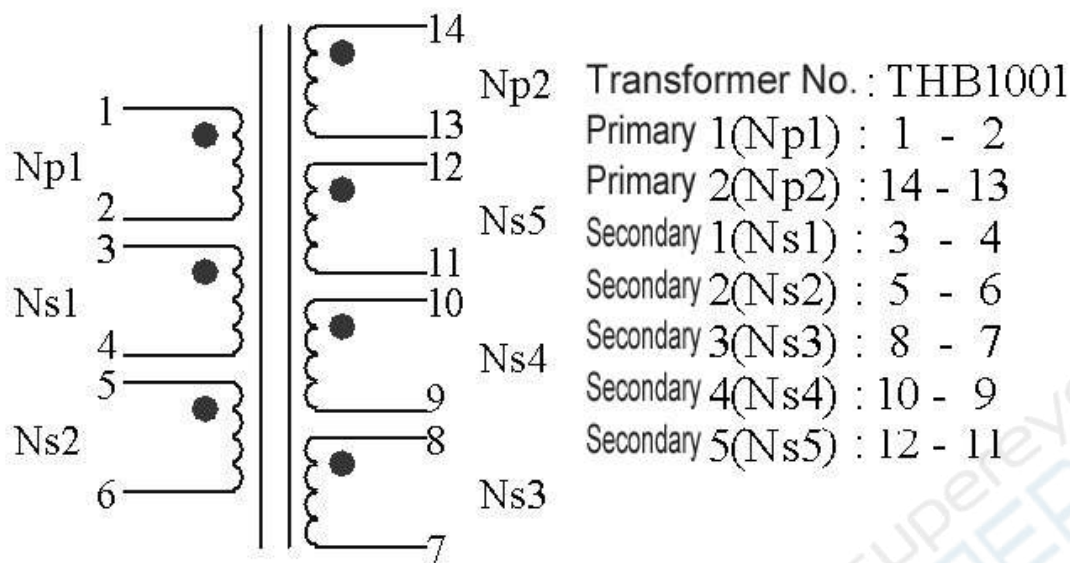 1
Np1
2
3
Ns1
4
5
Ns2
6
14
Np2
13
12
Ns5
11
10
Ns4
9
8
Ns3
7
Transformer No. : THB1001
Primary 1(Np1) : 1 - 2
Primary 2(Np2) : 14 - 13
Secondary 1(Ns1) : 3 - 4
Secondary 2(Ns2) : 5 - 6
Secondary 3(Ns3) : 8 - 7
Secondary 4(Ns4) : 10 - 9
Secondary 5(Ns5) : 12 - 11